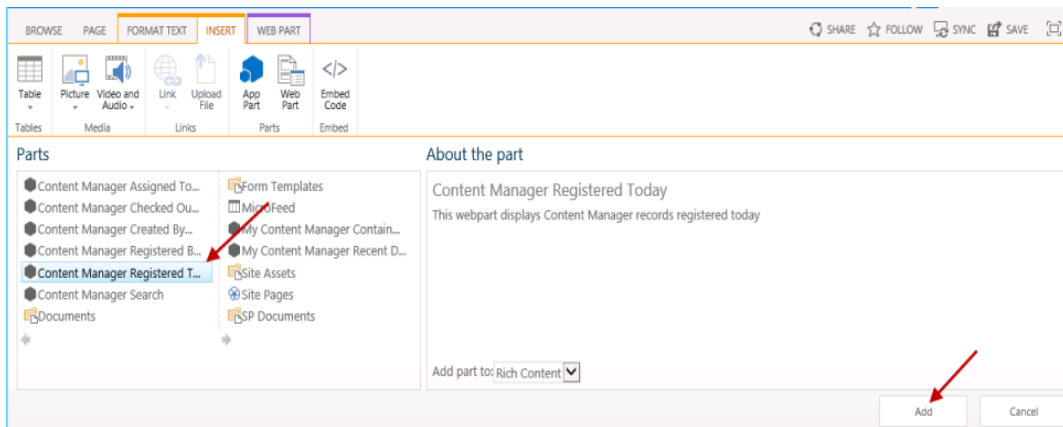 BROWSE PAGE FORMAT TEXT INSERT WEB PART SHARE FOLLOW SYNC SAVE
Table Picture Video and Audio Link Upload File App Part Web Part Embed Code
Tables Media Links Parts Embed
Parts
Content Manager Assigned To...
Content Manager Checked Ou...
Content Manager Created By...
Content Manager Registered B...
Content Manager Registered T...
Content Manager Search
Documents
Form Templates
MicroFeed
My Content Manager Contain...
My Content Manager Recent D...
Site Assets
Site Pages
SP Documents
About the part
Content Manager Registered Today
This webpart displays Content Manager records registered today
Add part to: Rich Content
Add Cancel